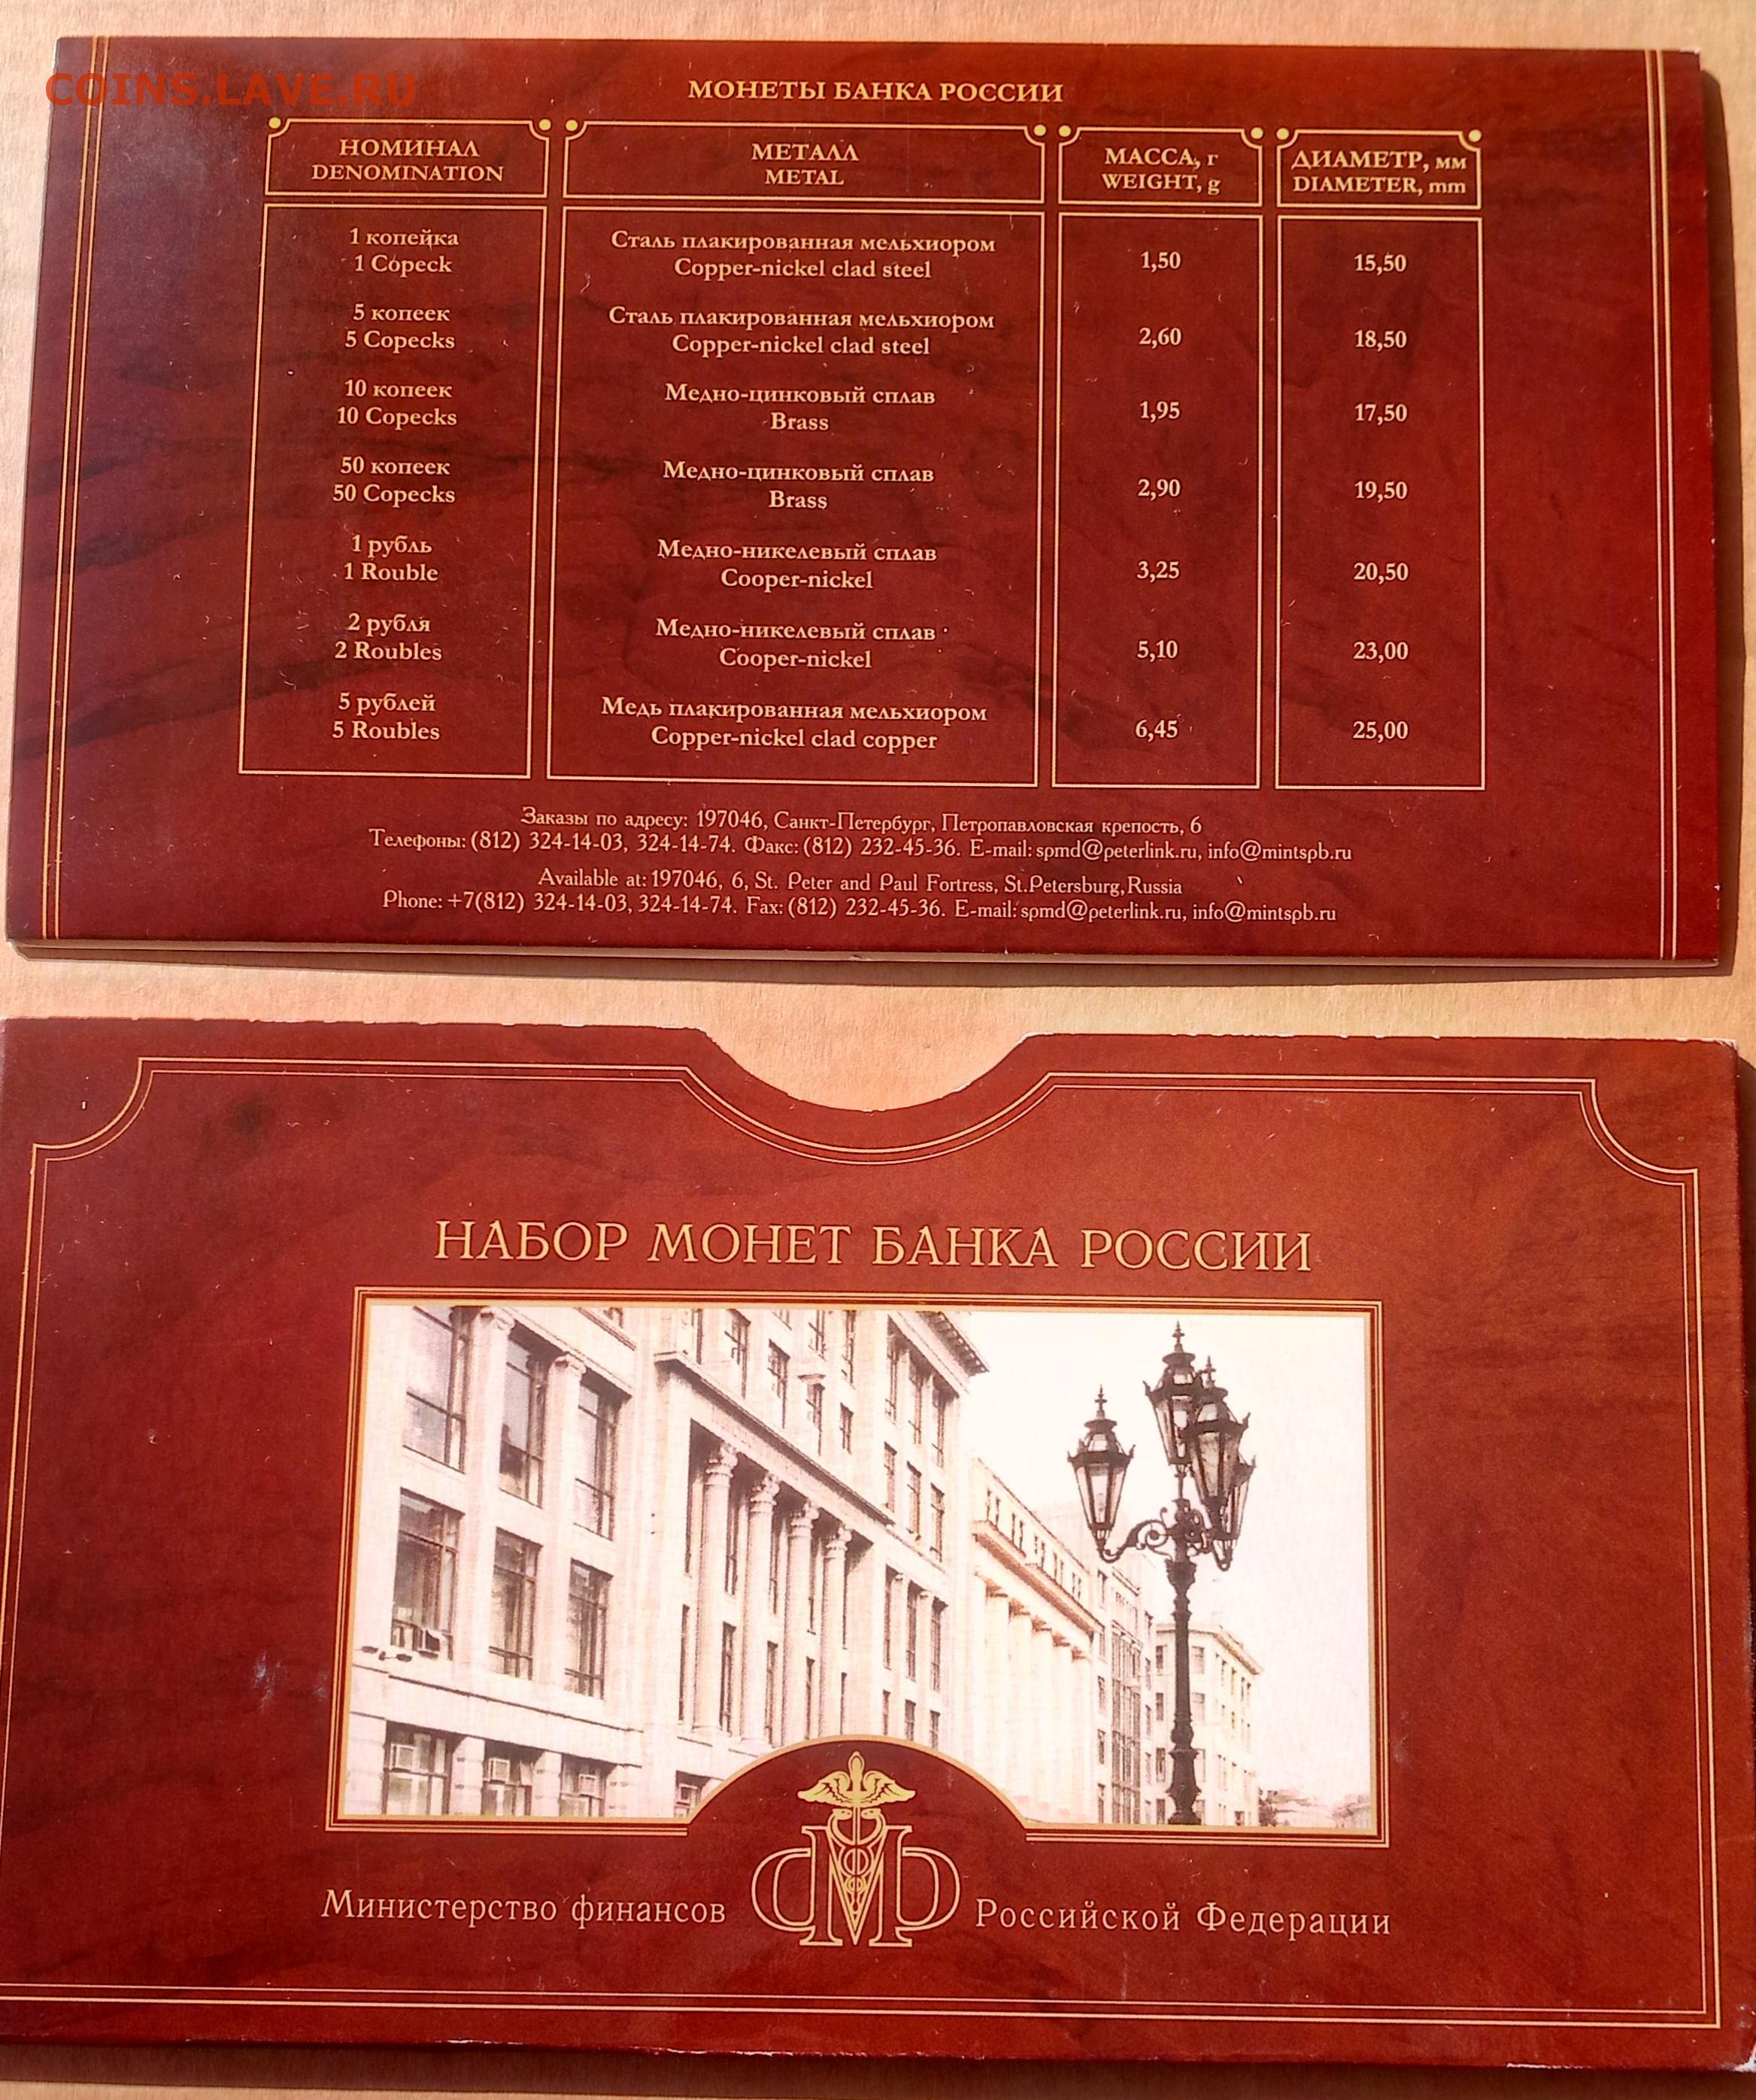 COINS.LAVE.RU
МОНЕТЫ БАНКА РОССИИ
НОМИНАЛ
DENOMINATION
МЕТАЛЛ
METAL
МАССА, г
WEIGHT, g
ДИАМЕТР, мм
DIAMETER, mm
1 копейка
1 Copeck
Сталь плакированная мельхиором
Copper-nickel clad steel
1,50
15,50
5 копеек
5 Copecks
Сталь плакированная мельхиором
Copper-nickel clad steel
2,60
18,50
10 копеек
10 Copecks
Медно-цинковый сплав
Brass
1,95
17,50
50 копеек
50 Copecks
Медно-цинковый сплав
Brass
2,90
19,50
1 рубль
1 Rouble
Медно-никелевый сплав
Cooper-nickel
3,25
20,50
2 рубля
2 Roubles
Медно-никелевый сплав
Cooper-nickel
5,10
23,00
5 рублей
5 Roubles
Медь плакированная мельхиором
Copper-nickel clad copper
6,45
25,00
Заказы по адресу: 197046, Санкт-Петербург, Петропавловская крепость, 6
Телефоны: (812) 324-14-03, 324-14-74. Факс: (812) 232-45-36. E-mail: spmd@peterlink.ru, info@mintspb.ru
Available at: 197046, 6, St. Peter and Paul Fortress, St.Petersburg, Russia
Phone: +7(812) 324-14-03, 324-14-74. Fax: (812) 232-45-36. E-mail: spmd@peterlink.ru, info@mintspb.ru
НАБОР МОНЕТ БАНКА РОССИИ
Министерство финансов Российской Федерации